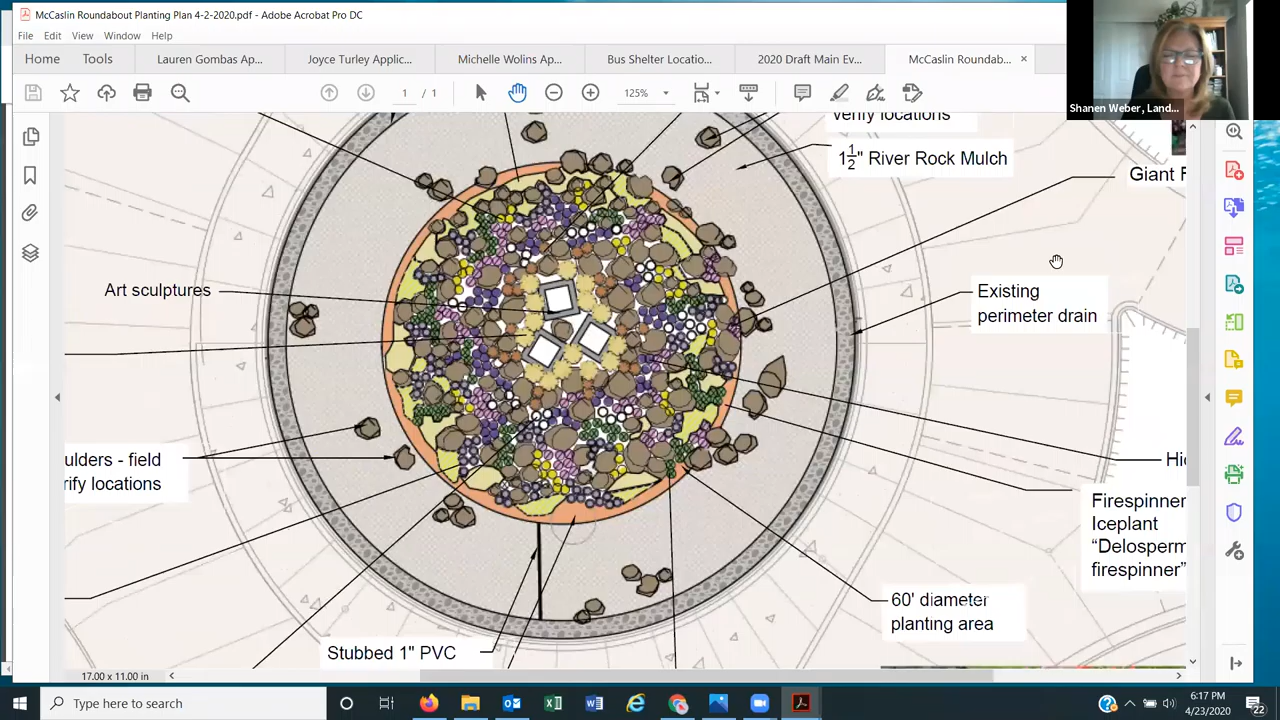 McCaslin Roundabout Planting Plan 4-2-2020.pdf - Adobe Acrobat Pro DC
File Edit View Window Help
Home Tools Lauren Gombas Ap... Joyce Turley Applic... Michelle Wolins Ap... Bus Shelter Locatio... 2020 Draft Main Ev... McCaslin Roundab... ×
1 / 1 125%
Shanen Weber, Land...
verify locations
1 1/2" River Rock Mulch
Giant F
Art sculptures
Existing
perimeter drain
ulders - field
rify locations
Hi
Firespinner
Iceplant
“Delosperm
firespinner”
60' diameter
planting area
Stubbed 1" PVC
17.00 x 11.00 in
Type here to search
6:17 PM
4/23/2020
22